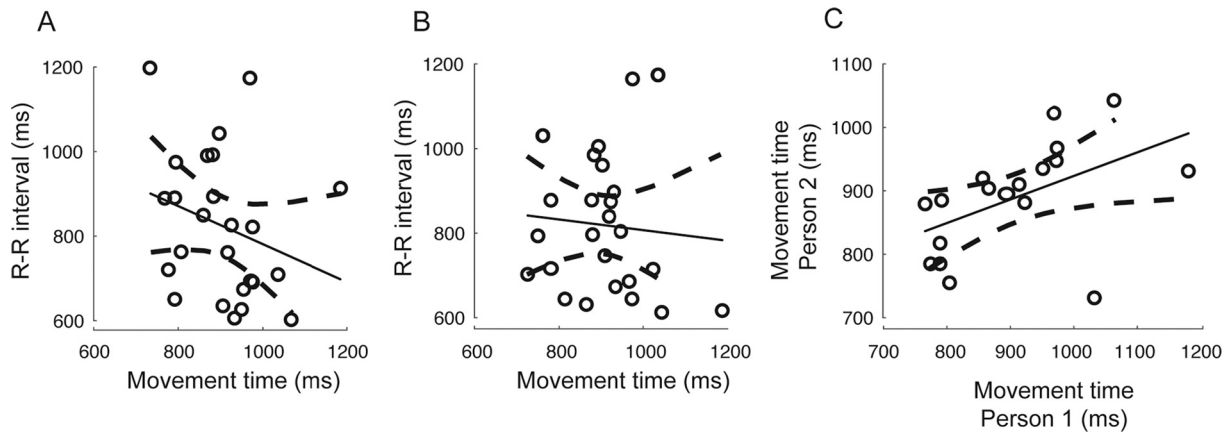 A
R-R interval (ms)
1200
1000
800
600
600 800 1000 1200
Movement time (ms)
B
R-R interval (ms)
1200
1000
800
600
600 800 1000 1200
Movement time (ms)
C
Movement time
Person 2 (ms)
1100
1000
900
800
700
700 800 900 1000 1100 1200
Movement time
Person 1 (ms)